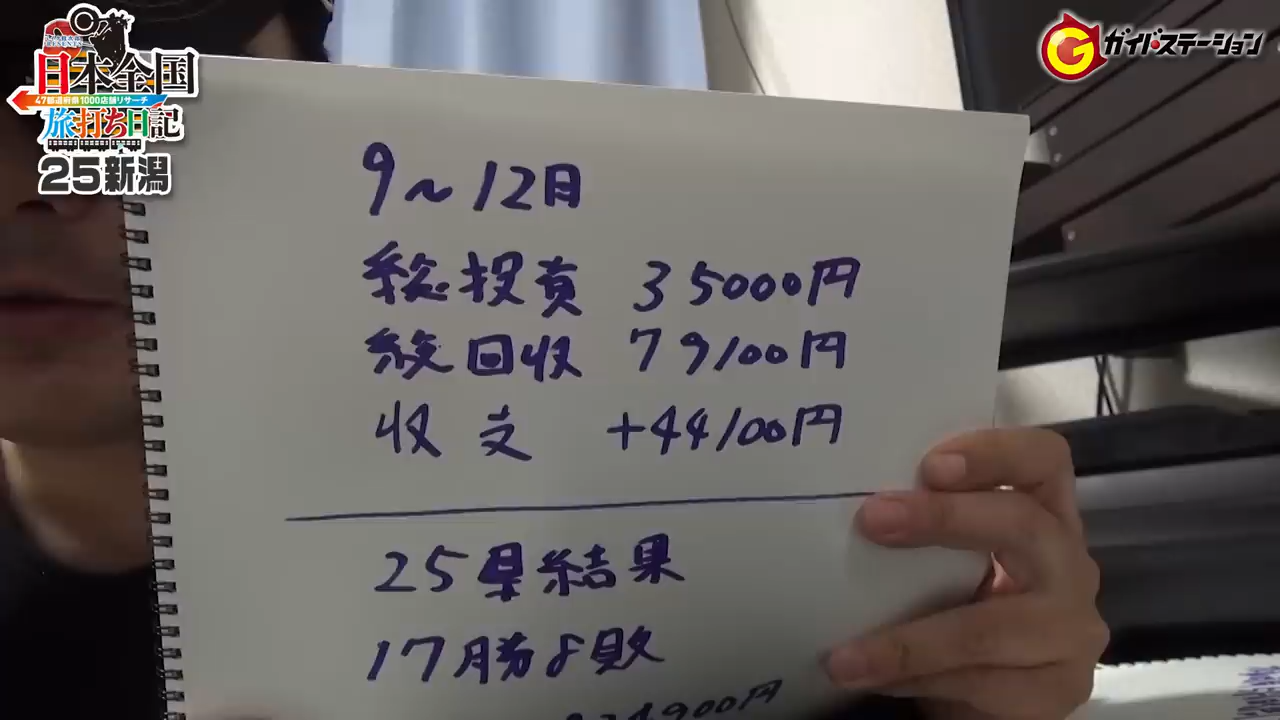 日本全国
47都道府県1000店舗リサーチ
旅打ち日記
25新潟
ガイドステーション
9~12月
総投資 35000円
総回収 79100円
収支 +44100円
25県結果
17勝8敗